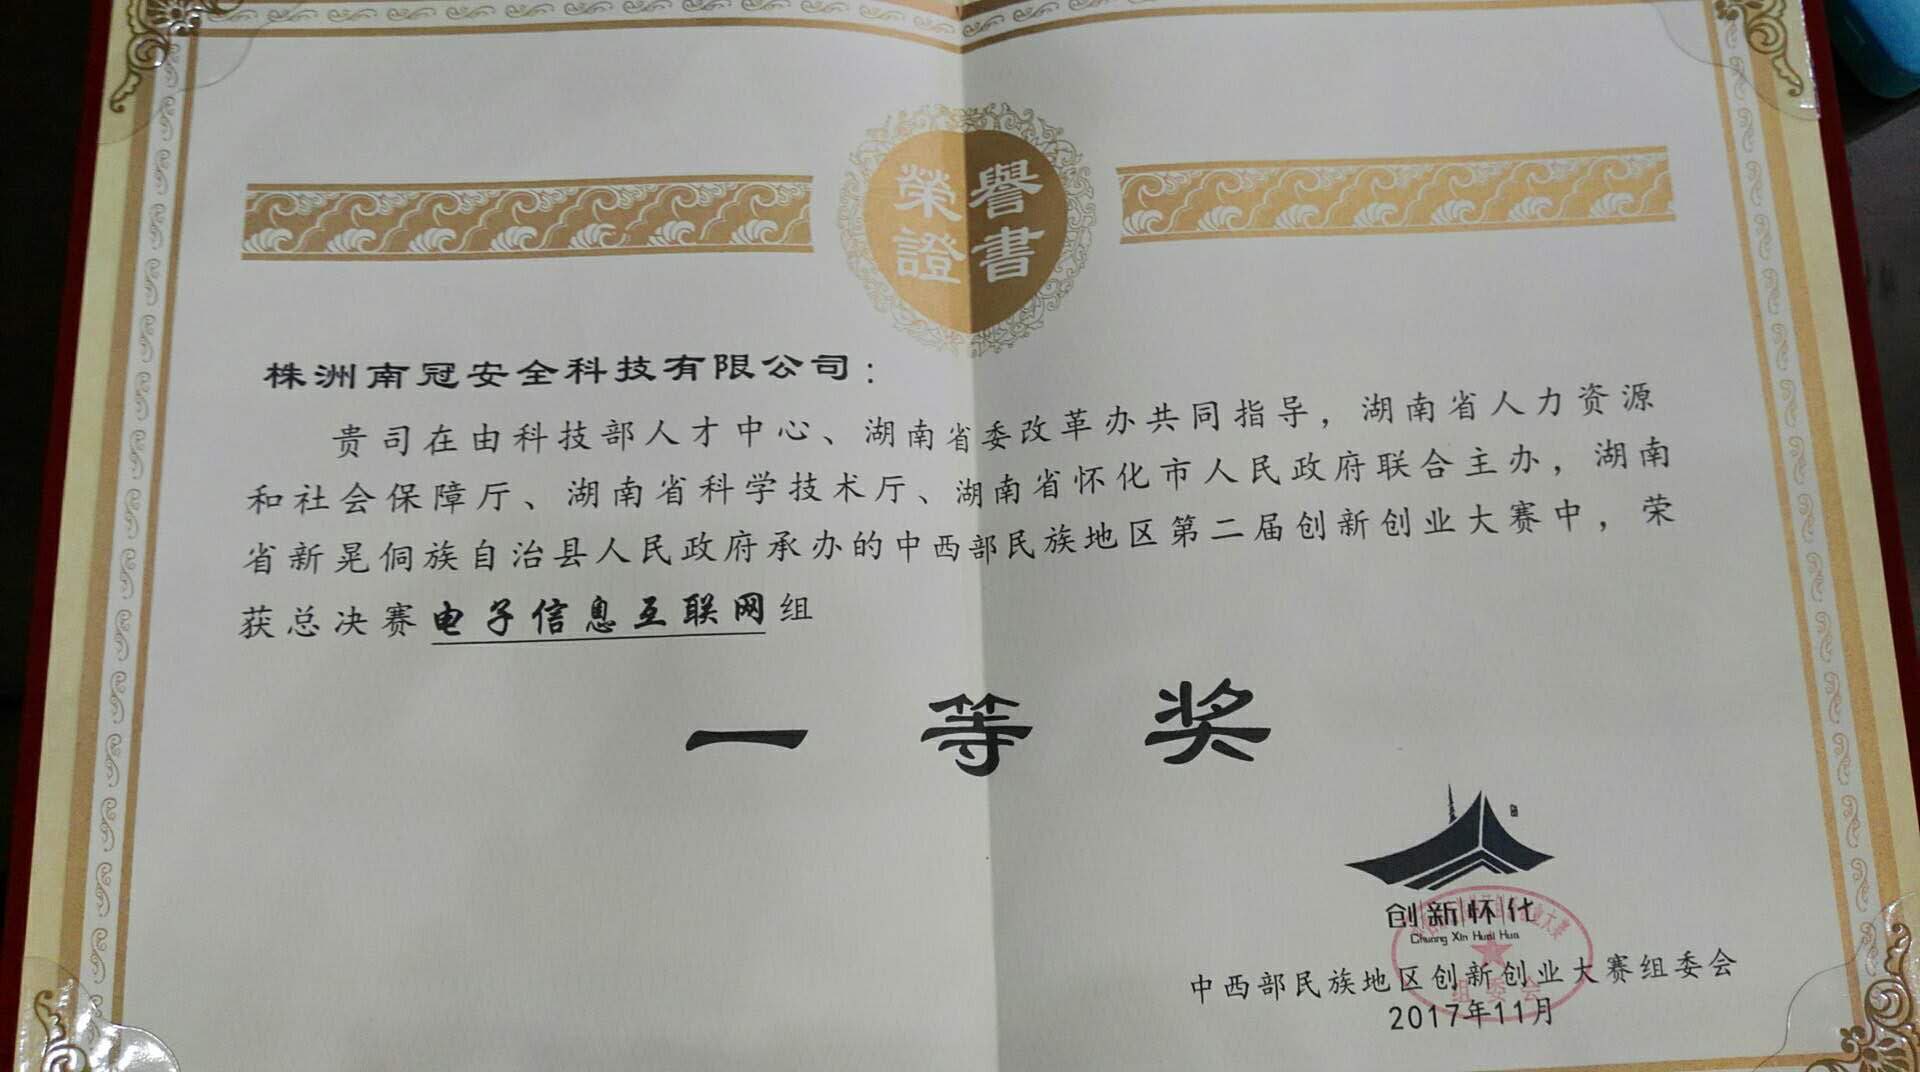 榮譽
證書
株洲南冠安全科技有限公司：
贵司在由科技部人才中心、湖南省委改革办共同指导，湖南省人力资源
和社会保障厅、湖南省科学技术厅、湖南省怀化市人民政府联合主办，湖南
省新晃侗族自治县人民政府承办的中西部民族地区第二届创新创业大赛中，荣
获总决赛电子信息互联网组
一等奖
创新怀化
Chuang Xin Huai Hua
中西部民族地区创新创业大赛组委会
2017年11月
业大赛
组委会